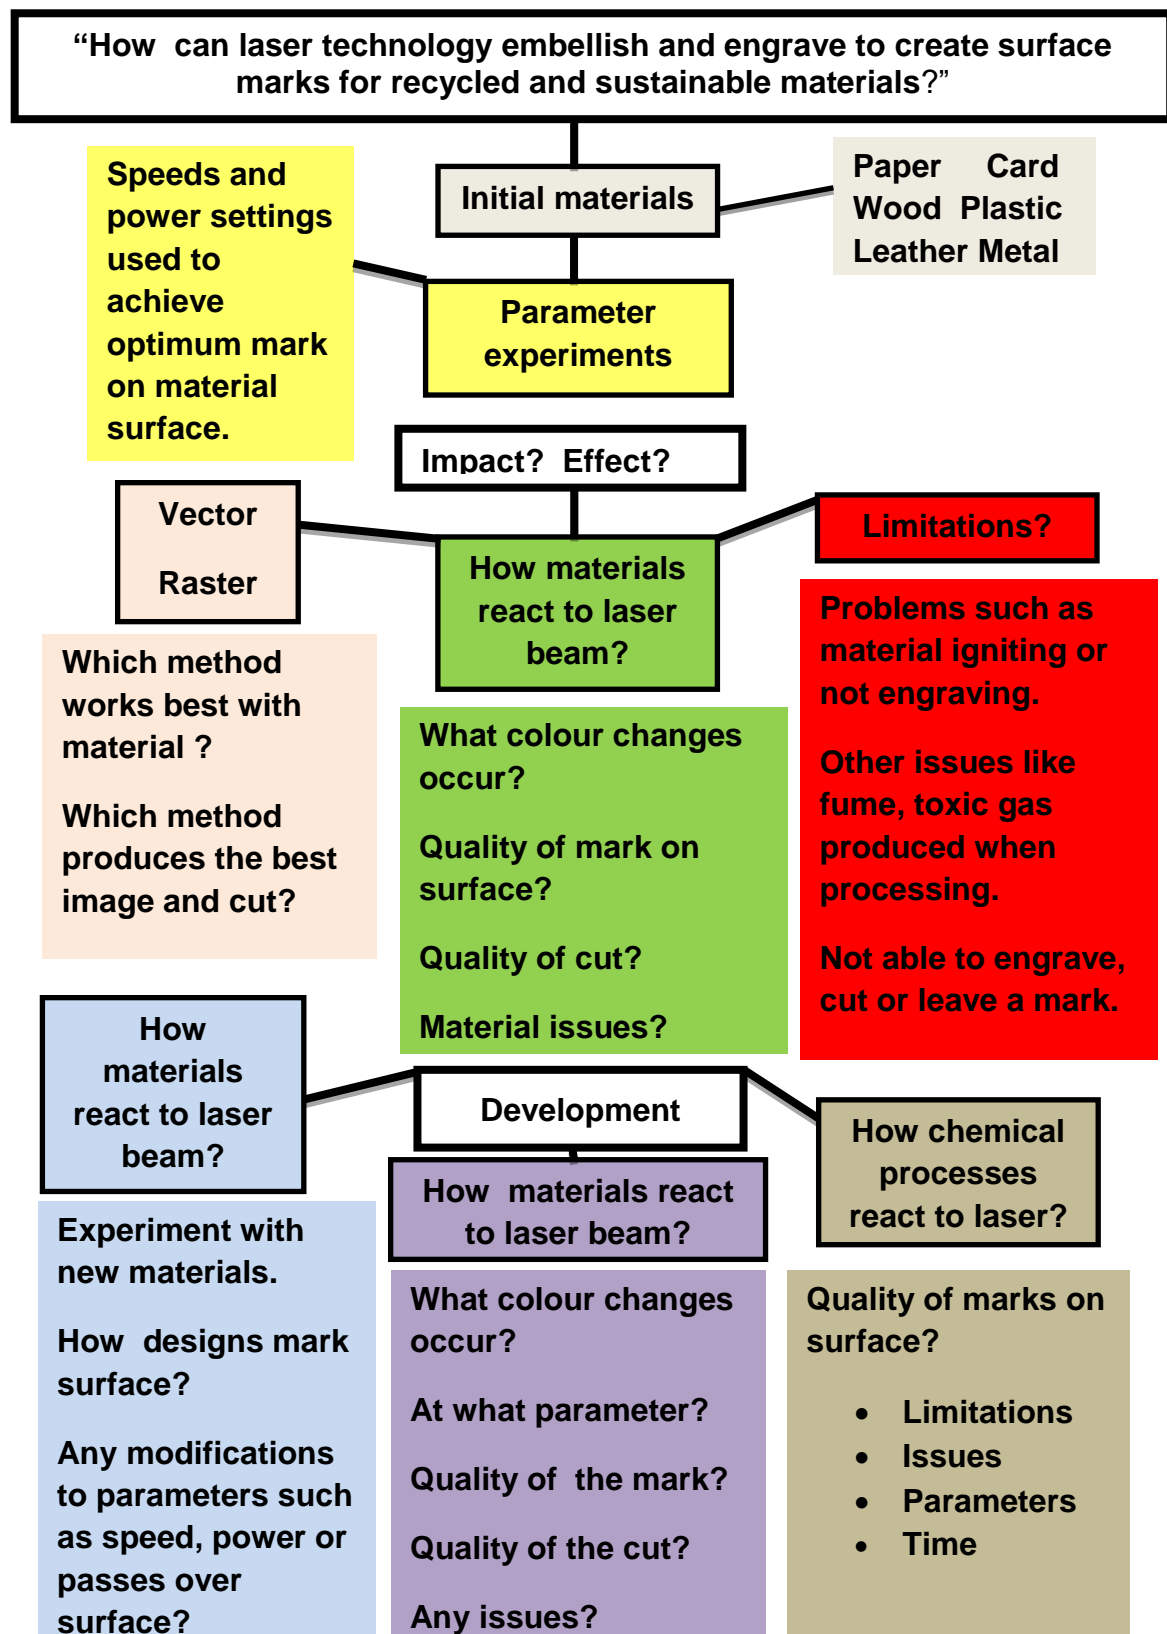 “How can laser technology embellish and engrave to create surface
marks for recycled and sustainable materials?”
Speeds and
power settings
used to
achieve
optimum mark
on material
surface.
Initial materials
Paper Card
Wood Plastic
Leather Metal
Parameter
experiments
Impact? Effect?
Vector
Raster
How materials
react to laser
beam?
Limitations?
Which method
works best with
material ?
Which method
produces the best
image and cut?
What colour changes
occur?
Quality of mark on
surface?
Quality of cut?
Material issues?
Problems such as
material igniting or
not engraving.
Other issues like
fume, toxic gas
produced when
processing.
Not able to engrave,
cut or leave a mark.
How
materials
react to laser
beam?
Development
How materials react
to laser beam?
How chemical
processes
react to laser?
Experiment with
new materials.
How designs mark
surface?
Any modifications
to parameters such
as speed, power or
passes over
surface?
What colour changes
occur?
At what parameter?
Quality of the mark?
Quality of the cut?
Any issues?
Quality of marks on
surface?
• Limitations
• Issues
• Parameters
• Time